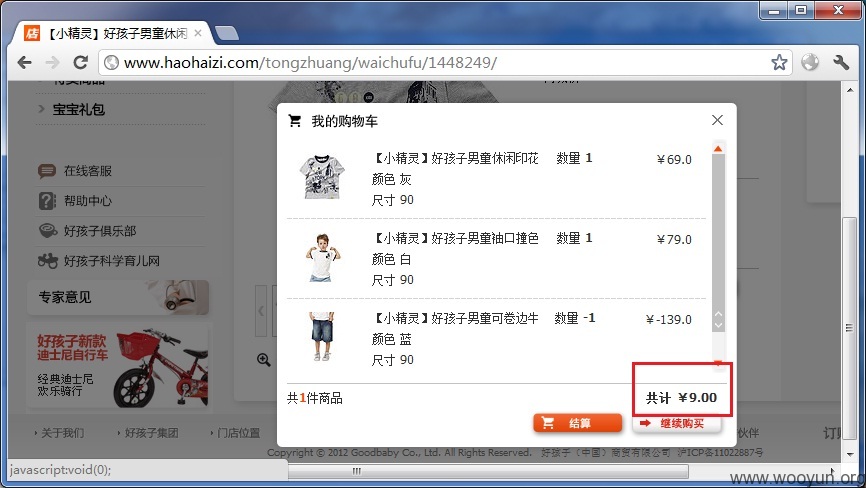 【小精灵】好孩子男童休闲
www.haohaizi.com/tongzhuang/waichufu/1448249/
宝宝礼包
在线客服
帮助中心
好孩子俱乐部
好孩子科学育儿网
专家意见
好孩子新款
迪士尼自行车
经典迪士尼
欢乐骑行
我的购物车
【小精灵】好孩子男童休闲印花 数量 1 ¥69.0
颜色 灰
尺寸 90
【小精灵】好孩子男童袖口撞色 数量 1 ¥79.0
颜色 白
尺寸 90
【小精灵】好孩子男童可卷边牛 数量 -1 ¥-139.0
颜色 蓝
尺寸 90
共1件商品 共计 ¥9.00
结算 继续购买
关于我们 好孩子集团 门店位置 伙伴
Copyright © 2012 Goodbaby Co., Ltd. All Rights Reserved. 好孩子（中国）商贸有限公司 沪ICP备11022887号
javascript:void(0);
www.wooyun.org